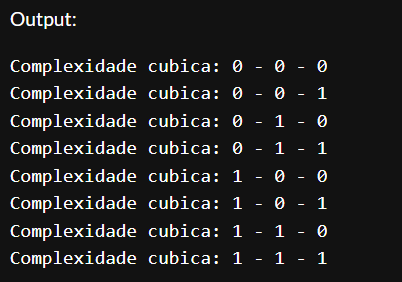 Output:
Complexidade cubica: 0 - 0 - 0
Complexidade cubica: 0 - 0 - 1
Complexidade cubica: 0 - 1 - 0
Complexidade cubica: 0 - 1 - 1
Complexidade cubica: 1 - 0 - 0
Complexidade cubica: 1 - 0 - 1
Complexidade cubica: 1 - 1 - 0
Complexidade cubica: 1 - 1 - 1